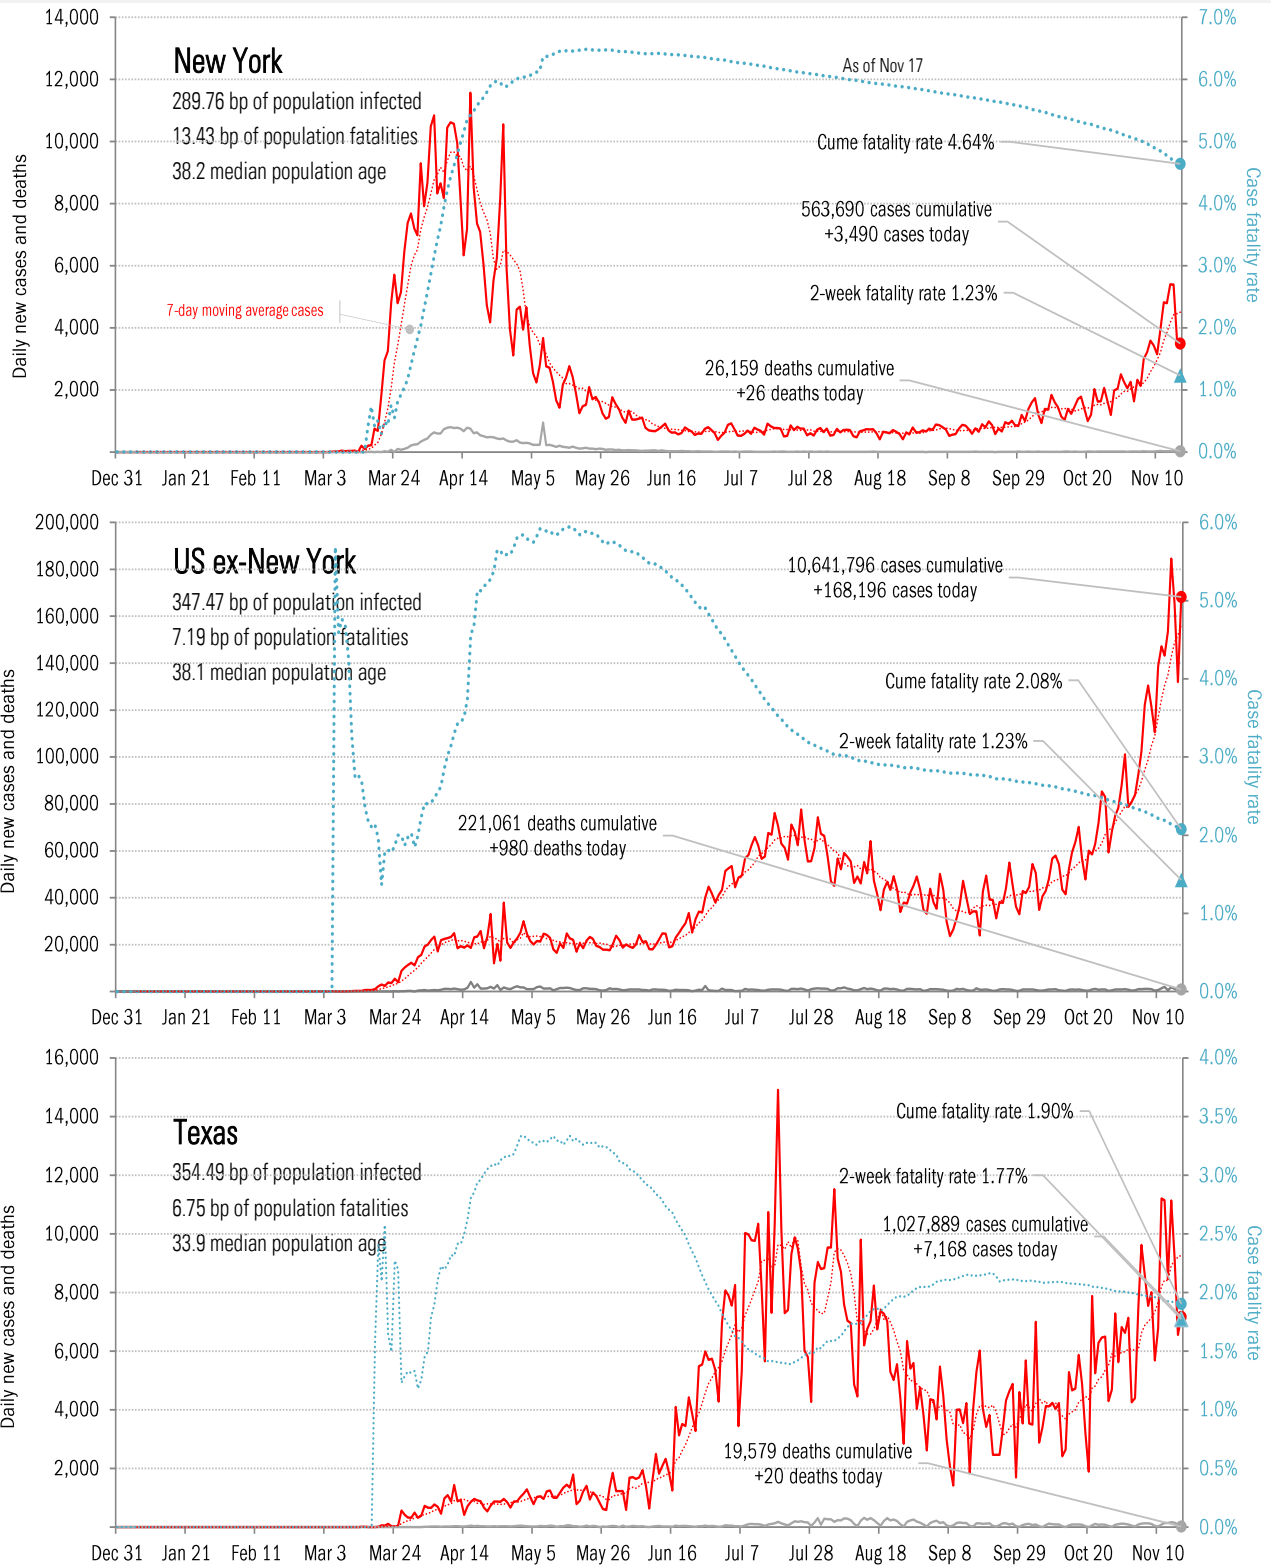 14,000
7.0%
New York
As of Nov 17
12,000
6.0%
289.76 bp of population infected
13.43 bp of population fatalities
38.2 median population age
10,000
5.0%
Cume fatality rate 4.64%
8,000
4.0%
563,690 cases cumulative
+3,490 cases today
6,000
3.0%
2-week fatality rate 1.23%
7-day moving average cases
4,000
2.0%
26,159 deaths cumulative
+26 deaths today
2,000
1.0%
0.0%
Daily new cases and deaths
Case fatality rate
Dec 31 Jan 21 Feb 11 Mar 3 Mar 24 Apr 14 May 5 May 26 Jun 16 Jul 7 Jul 28 Aug 18 Sep 8 Sep 29 Oct 20 Nov 10
200,000
6.0%
US ex-New York
180,000
10,641,796 cases cumulative
+168,196 cases today
347.47 bp of population infected
5.0%
160,000
7.19 bp of population fatalities
38.1 median population age
140,000
4.0%
Cume fatality rate 2.08%
120,000
2-week fatality rate 1.23%
100,000
3.0%
80,000
2.0%
221,061 deaths cumulative
+980 deaths today
60,000
40,000
1.0%
20,000
0.0%
Daily new cases and deaths
Case fatality rate
Dec 31 Jan 21 Feb 11 Mar 3 Mar 24 Apr 14 May 5 May 26 Jun 16 Jul 7 Jul 28 Aug 18 Sep 8 Sep 29 Oct 20 Nov 10
16,000
4.0%
Texas
14,000
3.5%
Cume fatality rate 1.90%
354.49 bp of population infected
12,000
3.0%
2-week fatality rate 1.77%
6.75 bp of population fatalities
33.9 median population age
10,000
2.5%
1,027,889 cases cumulative
+7,168 cases today
8,000
2.0%
6,000
1.5%
4,000
1.0%
19,579 deaths cumulative
+20 deaths today
2,000
0.5%
0.0%
Daily new cases and deaths
Case fatality rate
Dec 31 Jan 21 Feb 11 Mar 3 Mar 24 Apr 14 May 5 May 26 Jun 16 Jul 7 Jul 28 Aug 18 Sep 8 Sep 29 Oct 20 Nov 10